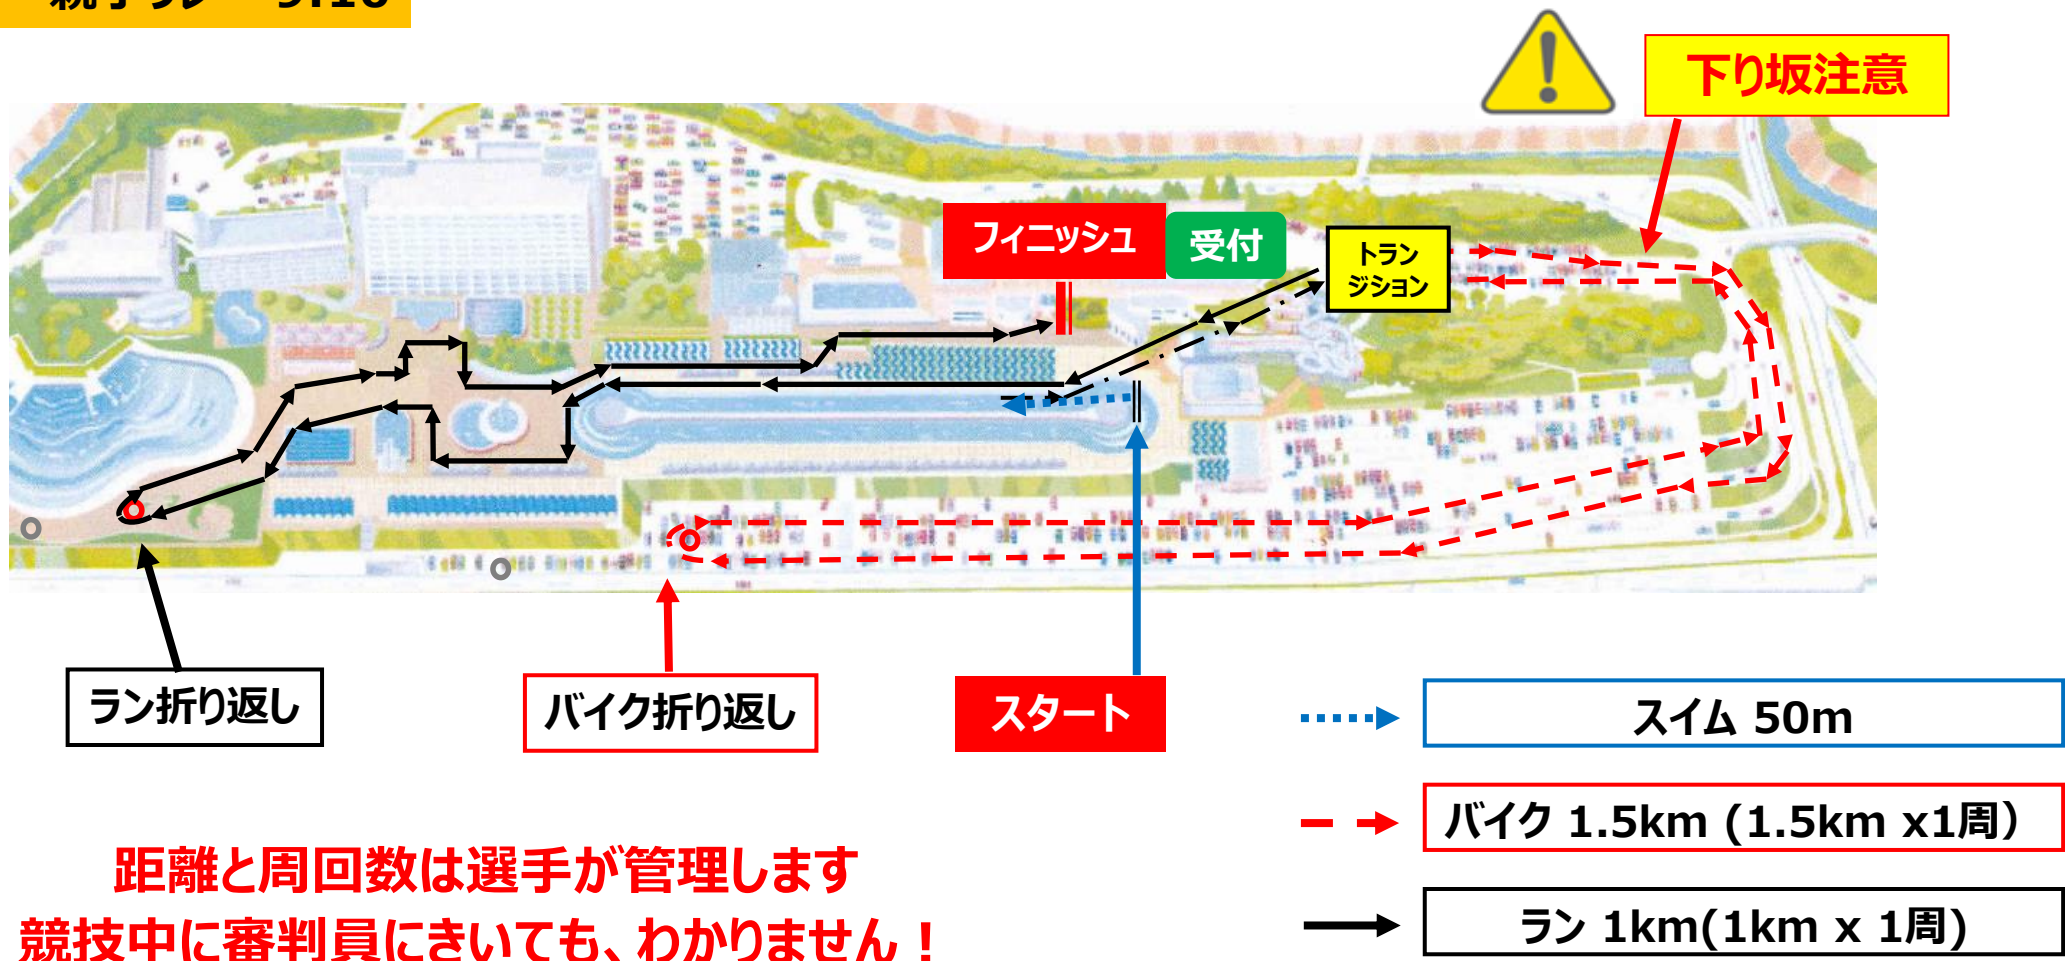 下り坂注意
フィニッシュ
受付
トラン
ジション
ラン折り返し
バイク折り返し
スタート
スイム 50m
バイク 1.5km (1.5km x1周）
ラン 1km(1km x 1周)
距離と周回数は選手が管理します
競技中に審判員にきいても、わかりません！